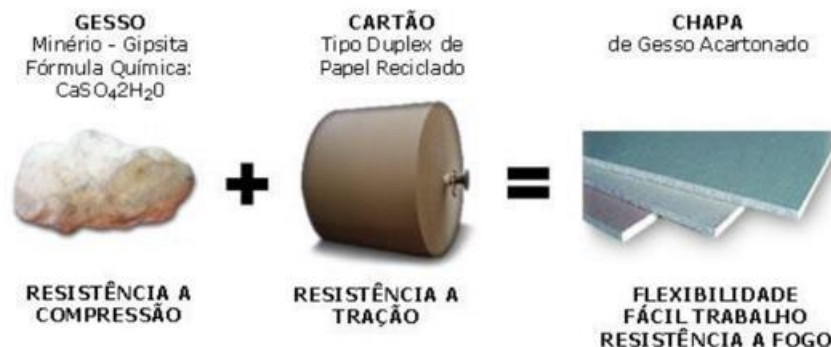 GESSO
Minério - Gipsita
Fórmula Química:
CaSO₄2H₂0
RESISTÊNCIA A
COMPRESSÃO
+
CARTÃO
Tipo Duplex de
Papel Reciclado
RESISTÊNCIA A
TRAÇÃO
=
CHAPA
de Gesso Acartonado
FLEXIBILIDADE
FÁCIL TRABALHO
RESISTÊNCIA A FOGO